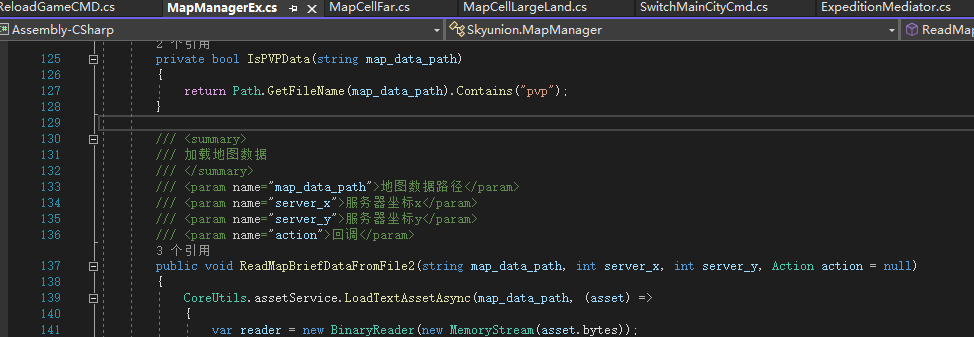 ReloadGameCMD.cs MapManagerEx.cs MapCellFar.cs MapCellLargeLand.cs SwitchMainCityCmd.cs ExpeditionMediator.cs
Assembly-CSharp Skyunion.MapManager ReadMap
2 个引用
125 private bool IsPVPData(string map_data_path)
126 {
127 return Path.GetFileName(map_data_path).Contains("pvp");
128 }
129
130 /// <summary>
131 /// 加载地图数据
132 /// </summary>
133 /// <param name="map_data_path">地图数据路径</param>
134 /// <param name="server_x">服务器坐标x</param>
135 /// <param name="server_y">服务器坐标y</param>
136 /// <param name="action">回调</param>
3 个引用
137 public void ReadMapBriefDataFromFile2(string map_data_path, int server_x, int server_y, Action action = null)
138 {
139 CoreUtils.assetService.LoadTextAssetAsync(map_data_path, (asset) =>
140 {
141 var reader = new BinaryReader(new MemoryStream(asset.bytes));